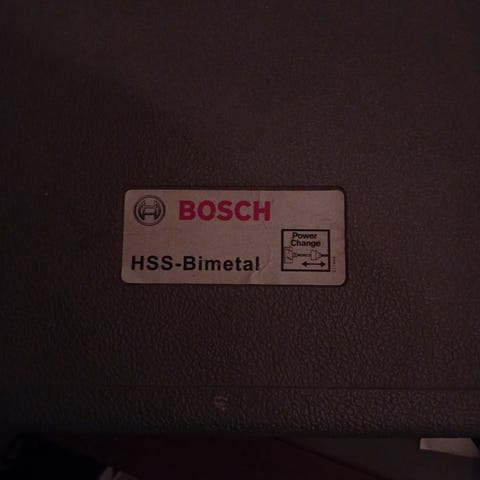 BOSCH
HSS-Bimetal
Power
Change